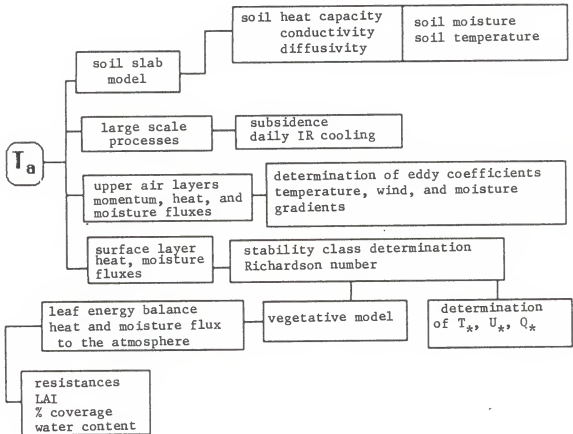 soil heat capacity
conductivity
diffusivity
soil moisture
soil temperature
soil slab
model
large scale
processes
subsidence
daily IR cooling
Ta
upper air layers
momentum, heat, and
moisture fluxes
determination of eddy coefficients
temperature, wind, and moisture
gradients
surface layer
heat, moisture
fluxes
stability class determination
Richardson number
leaf energy balance
heat and moisture flux
to the atmosphere
vegetative model
determination
of T*, U*, Q*
resistances
LAI
% coverage
water content